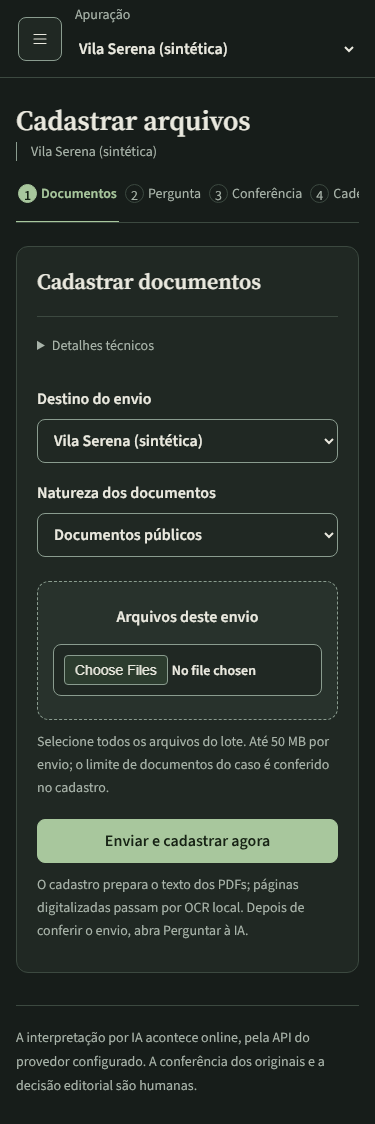 Apuração
Vila Serena (sintética)
Cadastrar arquivos
Vila Serena (sintética)
1 Documentos 2 Pergunta 3 Conferência 4 Cade
Cadastrar documentos
Detalhes técnicos
Destino do envio
Vila Serena (sintética)
Natureza dos documentos
Documentos públicos
Arquivos deste envio
Choose Files No file chosen
Selecione todos os arquivos do lote. Até 50 MB por
envio; o limite de documentos do caso é conferido
no cadastro.
Enviar e cadastrar agora
O cadastro prepara o texto dos PDFs; páginas
digitalizadas passam por OCR local. Depois de
conferir o envio, abra Perguntar à IA.
A interpretação por IA acontece online, pela API do
provedor configurado. A conferência dos originais e a
decisão editorial são humanas.